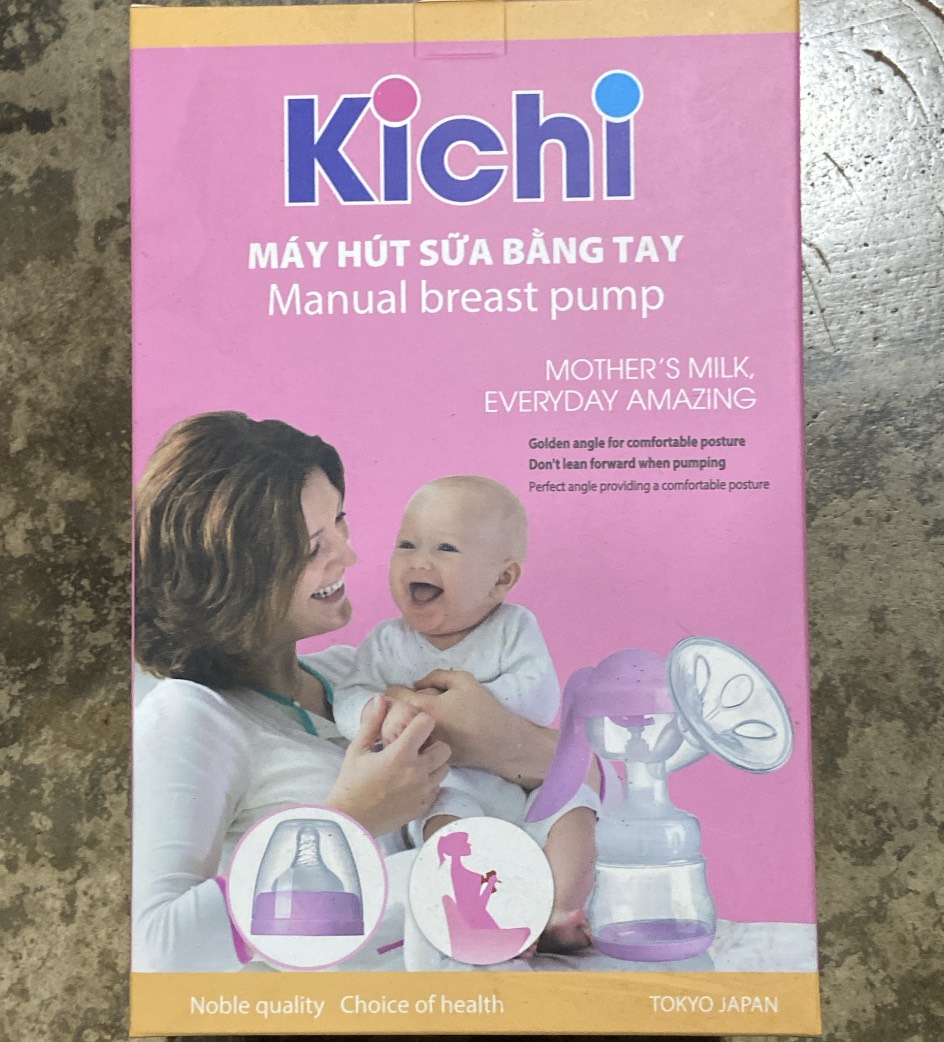 Kichi
MÁY HÚT SỮA BẰNG TAY
Manual breast pump
MOTHER'S MILK,
EVERYDAY AMAZING
Golden angle for comfortable posture
Don't lean forward when pumping
Perfect angle providing a comfortable posture
Noble quality Choice of health
TOKYO JAPAN